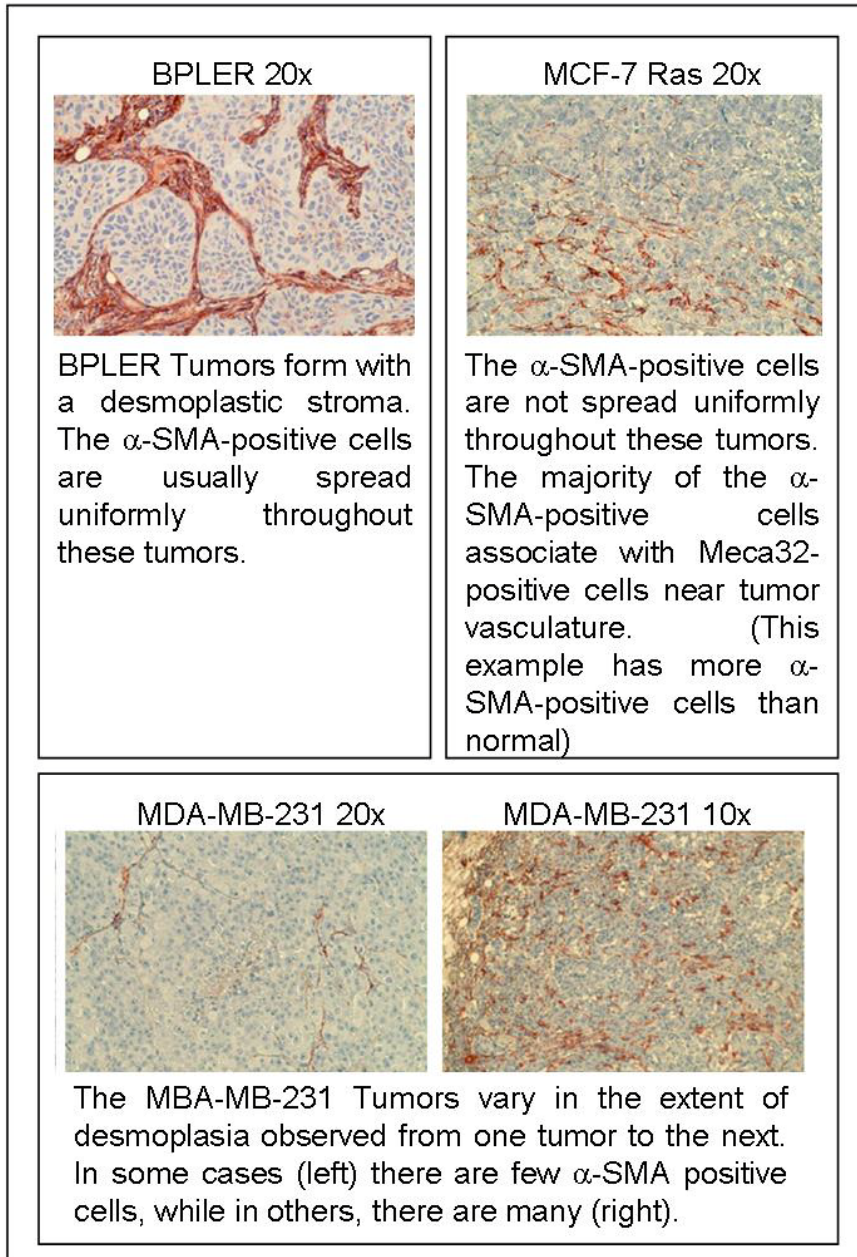 BPLER 20x
BPLER Tumors form with
a desmoplastic stroma.
The α-SMA-positive cells
are usually spread
uniformly throughout
these tumors.
MCF-7 Ras 20x
The α-SMA-positive cells
are not spread uniformly
throughout these tumors.
The majority of the α-
SMA-positive cells
associate with Meca32-
positive cells near tumor
vasculature. (This
example has more α-
SMA-positive cells than
normal)
MDA-MB-231 20x
MDA-MB-231 10x
The MBA-MB-231 Tumors vary in the extent of
desmoplasia observed from one tumor to the next.
In some cases (left) there are few α-SMA positive
cells, while in others, there are many (right).